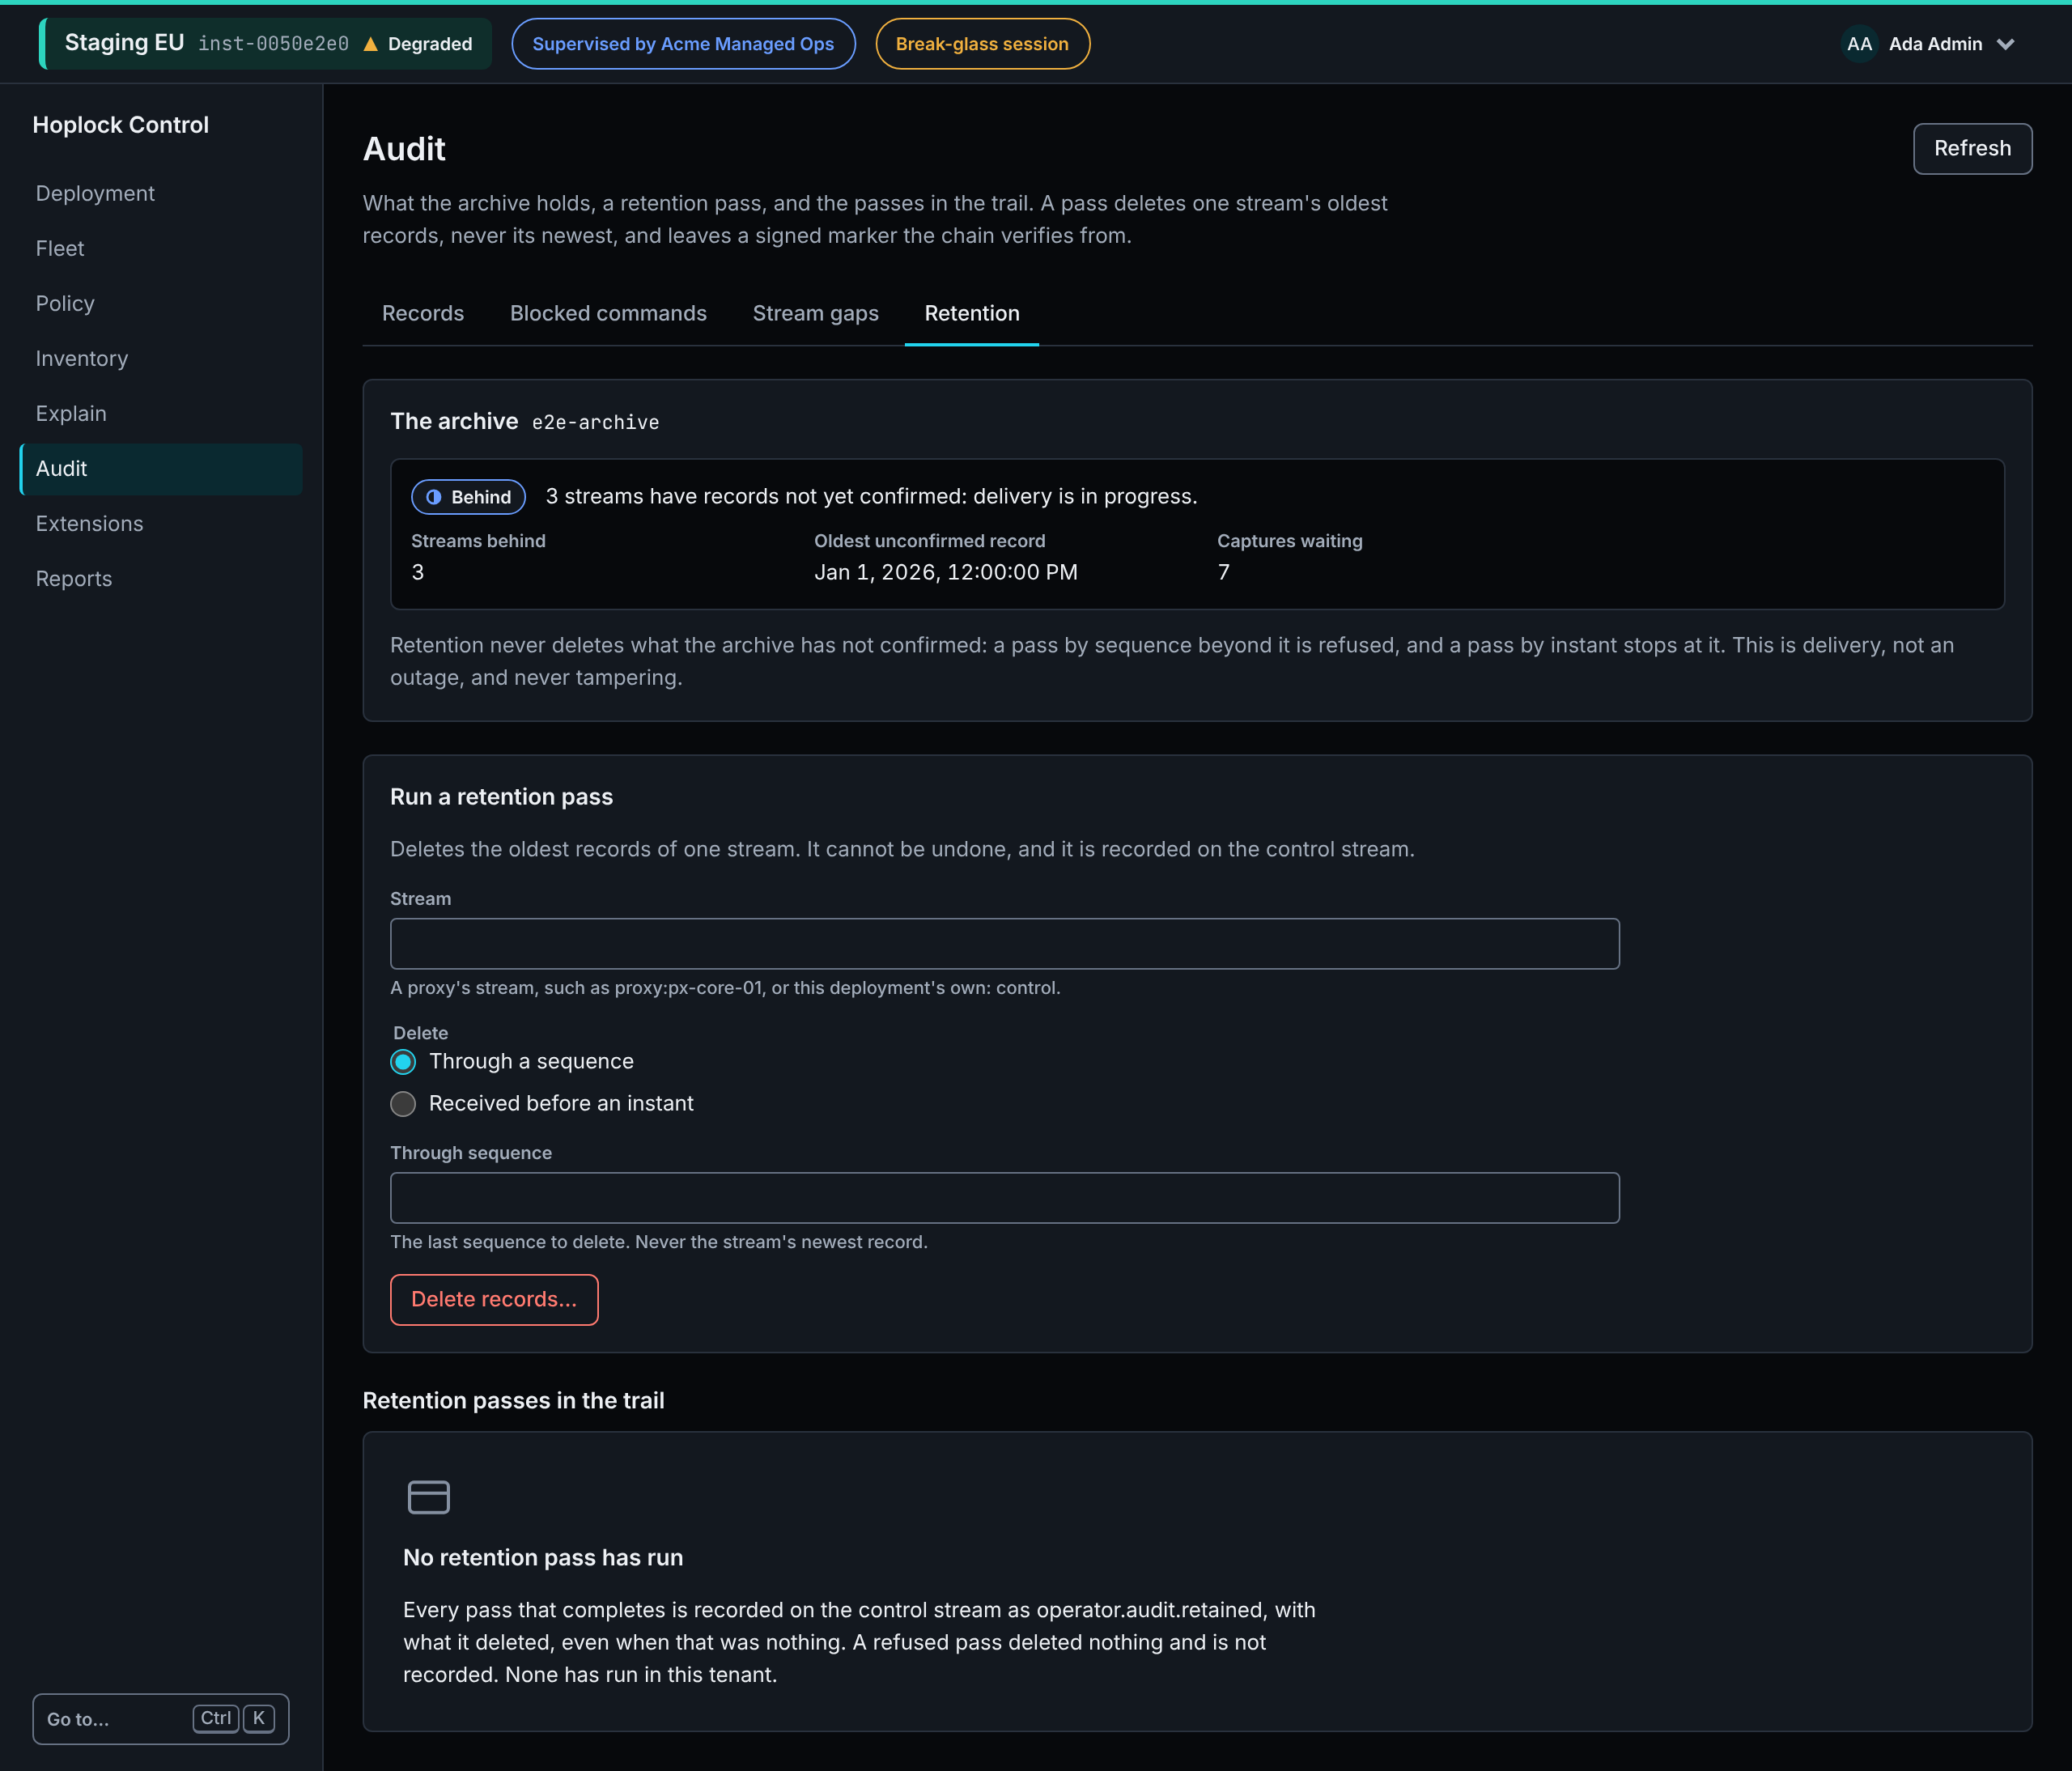 Staging EU inst-0050e2e0 Degraded
Supervised by Acme Managed Ops
Break-glass session
AA Ada Admin
Hoplock Control
Deployment
Fleet
Policy
Inventory
Explain
Audit
Extensions
Reports
Go to... Ctrl K
Audit
Refresh
What the archive holds, a retention pass, and the passes in the trail. A pass deletes one stream's oldest
records, never its newest, and leaves a signed marker the chain verifies from.
Records Blocked commands Stream gaps Retention
The archive e2e-archive
Behind 3 streams have records not yet confirmed: delivery is in progress.
Streams behind Oldest unconfirmed record Captures waiting
3 Jan 1, 2026, 12:00:00 PM 7
Retention never deletes what the archive has not confirmed: a pass by sequence beyond it is refused, and a pass by instant stops at it. This is delivery, not an
outage, and never tampering.
Run a retention pass
Deletes the oldest records of one stream. It cannot be undone, and it is recorded on the control stream.
Stream
A proxy's stream, such as proxy:px-core-01, or this deployment's own: control.
Delete
Through a sequence
Received before an instant
Through sequence
The last sequence to delete. Never the stream's newest record.
Delete records...
Retention passes in the trail
No retention pass has run
Every pass that completes is recorded on the control stream as operator.audit.retained, with
what it deleted, even when that was nothing. A refused pass deleted nothing and is not
recorded. None has run in this tenant.